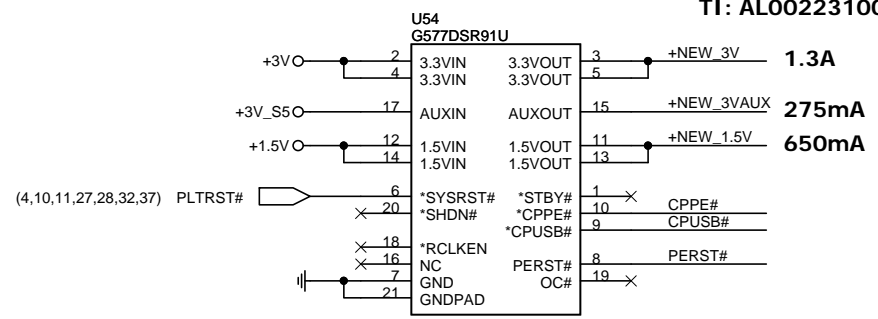 TI: AL00223100
U54
G577DSR91U
+3V 2 3.3VIN 3.3VOUT 3 +NEW_3V 1.3A
4 3.3VIN 3.3VOUT 5
+3V_S5 17 AUXIN AUXOUT 15 +NEW_3VAUX 275mA
+1.5V 12 1.5VIN 1.5VOUT 11 +NEW_1.5V 650mA
14 1.5VIN 1.5VOUT 13
(4,10,11,27,28,32,37) PLTRST# 6 *SYSRST# *STBY# 1
20 *SHDN# *CPPE# 10 CPPE#
*CPUSB# 9 CPUSB#
18 *RCLKEN
16 NC PERST# 8 PERST#
7 GND OC# 19
21 GNDPAD